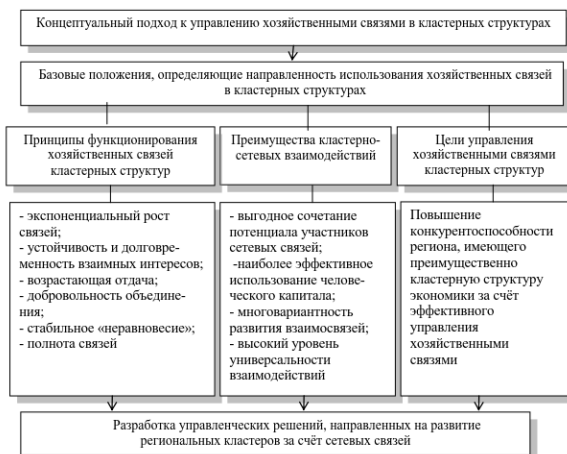 Концептуальный подход к управлению хозяйственными связями в кластерных структурах
Базовые положения, определяющие направленность использования хозяйственных связей
в кластерных структурах
Принципы функционирования
хозяйственных связей
кластерных структур
Преимущества кластерно-
сетевых взаимодействий
Цели управления
хозяйственными связями
кластерных структур
- экспоненциальный рост
связей;
- устойчивость и долговре-
менность взаимных интересов;
- возрастающая отдача;
- добровольность объедине-
ния;
- стабильное «неравновесие»;
- полнота связей
- выгодное сочетание
потенциала участников
сетевых связей;
-наиболее эффективное
использование челове-
ческого капитала;
- многовариантность
развития взаимосвязей;
- высокий уровень
универсальности
взаимодействий
Повышение
конкурентоспособности
региона, имеющего
преимущественно
кластерную структуру
экономики за счёт
эффективного
управления
хозяйственными
связями
Разработка управленческих решений, направленных на развитие
региональных кластеров за счёт сетевых связей